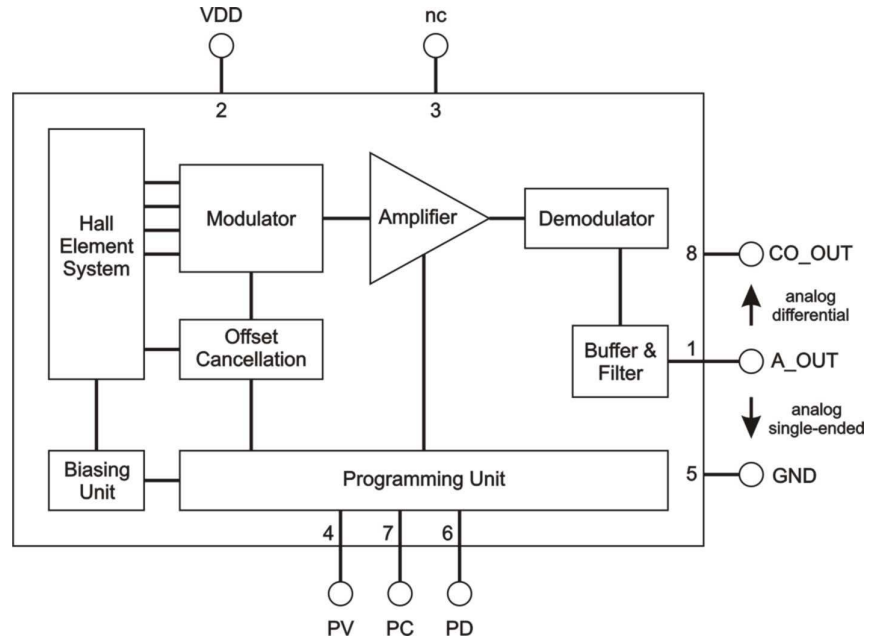 VDD
nc
2
3
Hall
Element
System
Modulator
Amplifier
Demodulator
8
CO_OUT
analog
differential
Offset
Cancellation
Buffer &
Filter
1
A_OUT
analog
single-ended
Biasing
Unit
Programming Unit
5
GND
4
7
6
PV
PC
PD